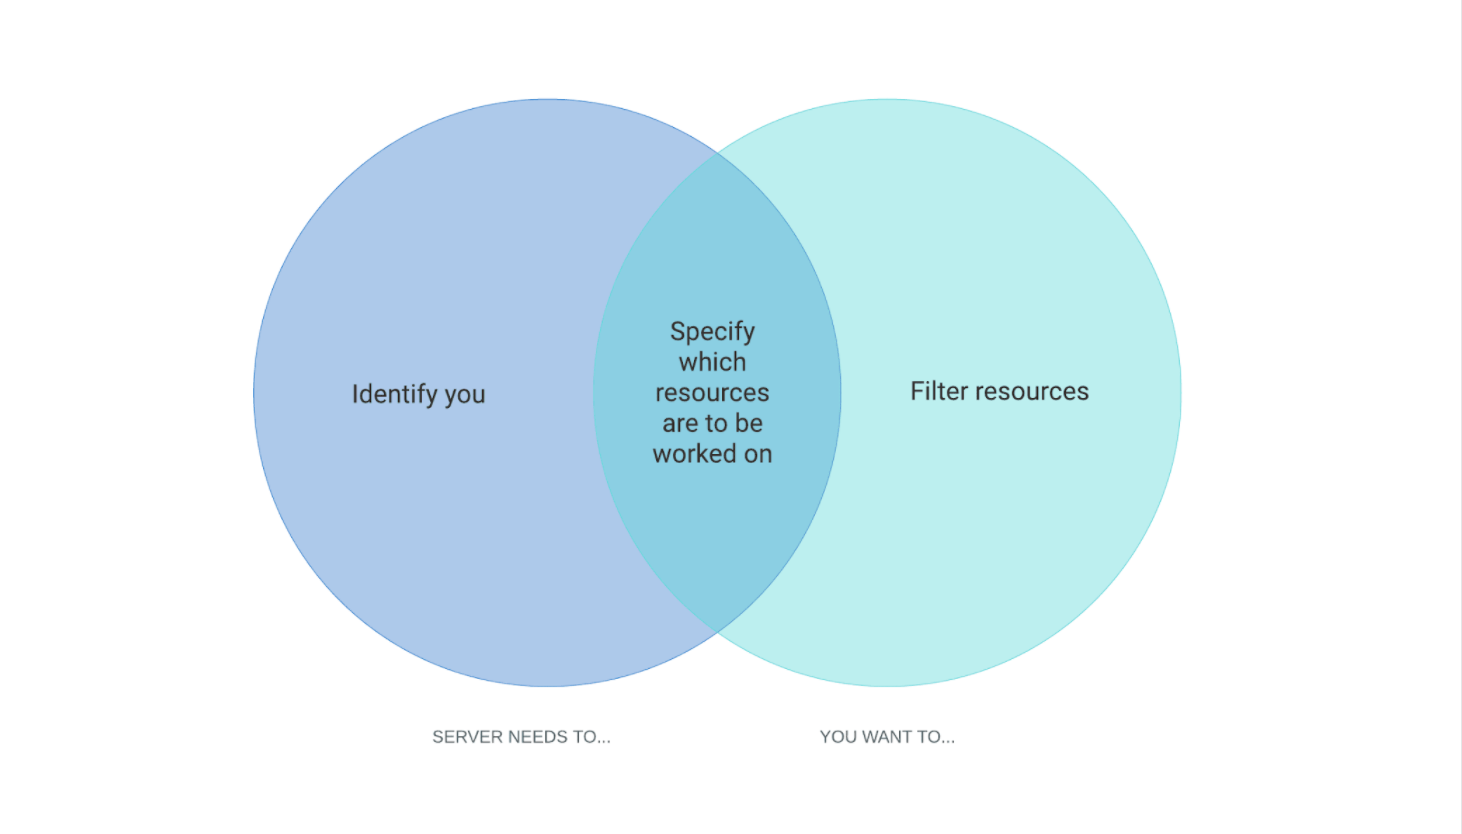 Identify you
Specify
which
resources
are to be
worked on
Filter resources
SERVER NEEDS TO...
YOU WANT TO...